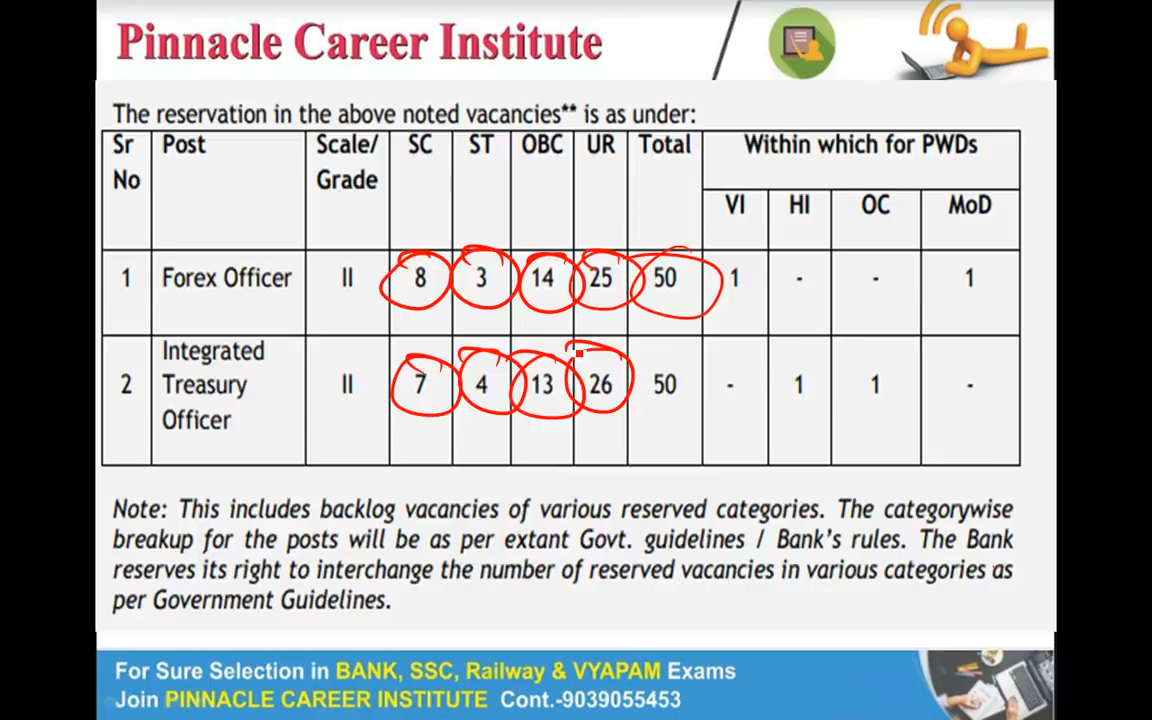 Pinnacle Career Institute
The reservation in the above noted vacancies** is as under:
Sr No Post Scale/ Grade SC ST OBC UR Total Within which for PWDs
VI HI OC MoD
1 Forex Officer II 8 3 14 25 50 1 - - 1
2 Integrated Treasury Officer II 7 4 13 26 50 - 1 1 -
Note: This includes backlog vacancies of various reserved categories. The categorywise
breakup for the posts will be as per extant Govt. guidelines / Bank's rules. The Bank
reserves its right to interchange the number of reserved vacancies in various categories as
per Government Guidelines.
For Sure Selection in BANK, SSC, Railway & VYAPAM Exams
Join PINNACLE CAREER INSTITUTE Cont.-9039055453